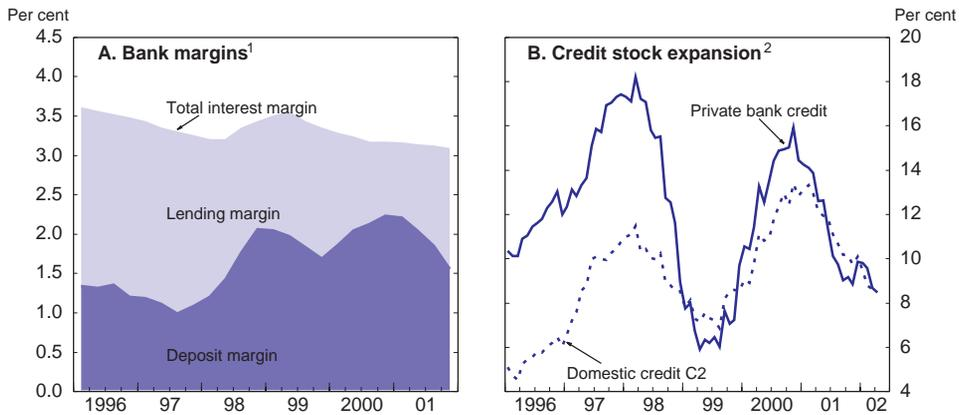 Per cent
Per cent
4.5
A. Bank margins1
4.0
3.5
3.0
2.5
2.0
1.5
1.0
0.5
0.0
Total interest margin
Lending margin
Deposit margin
1996 97 98 99 2000 01
B. Credit stock expansion2
20
18
16
14
12
10
8
6
4
Private bank credit
Domestic credit C2
1996 97 98 99 2000 01 02